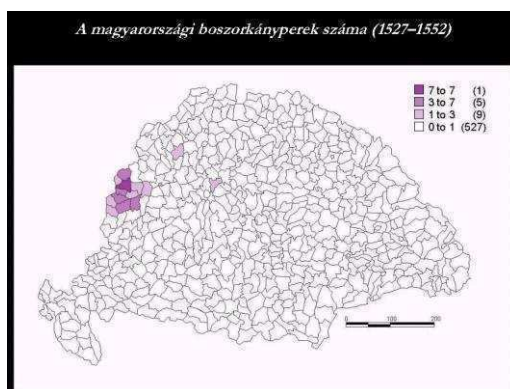 A magyarországi boszorkányperek száma (1527–1552)
7 to 7 (1)
3 to 7 (5)
1 to 3 (9)
0 to 1 (527)
0 100 200